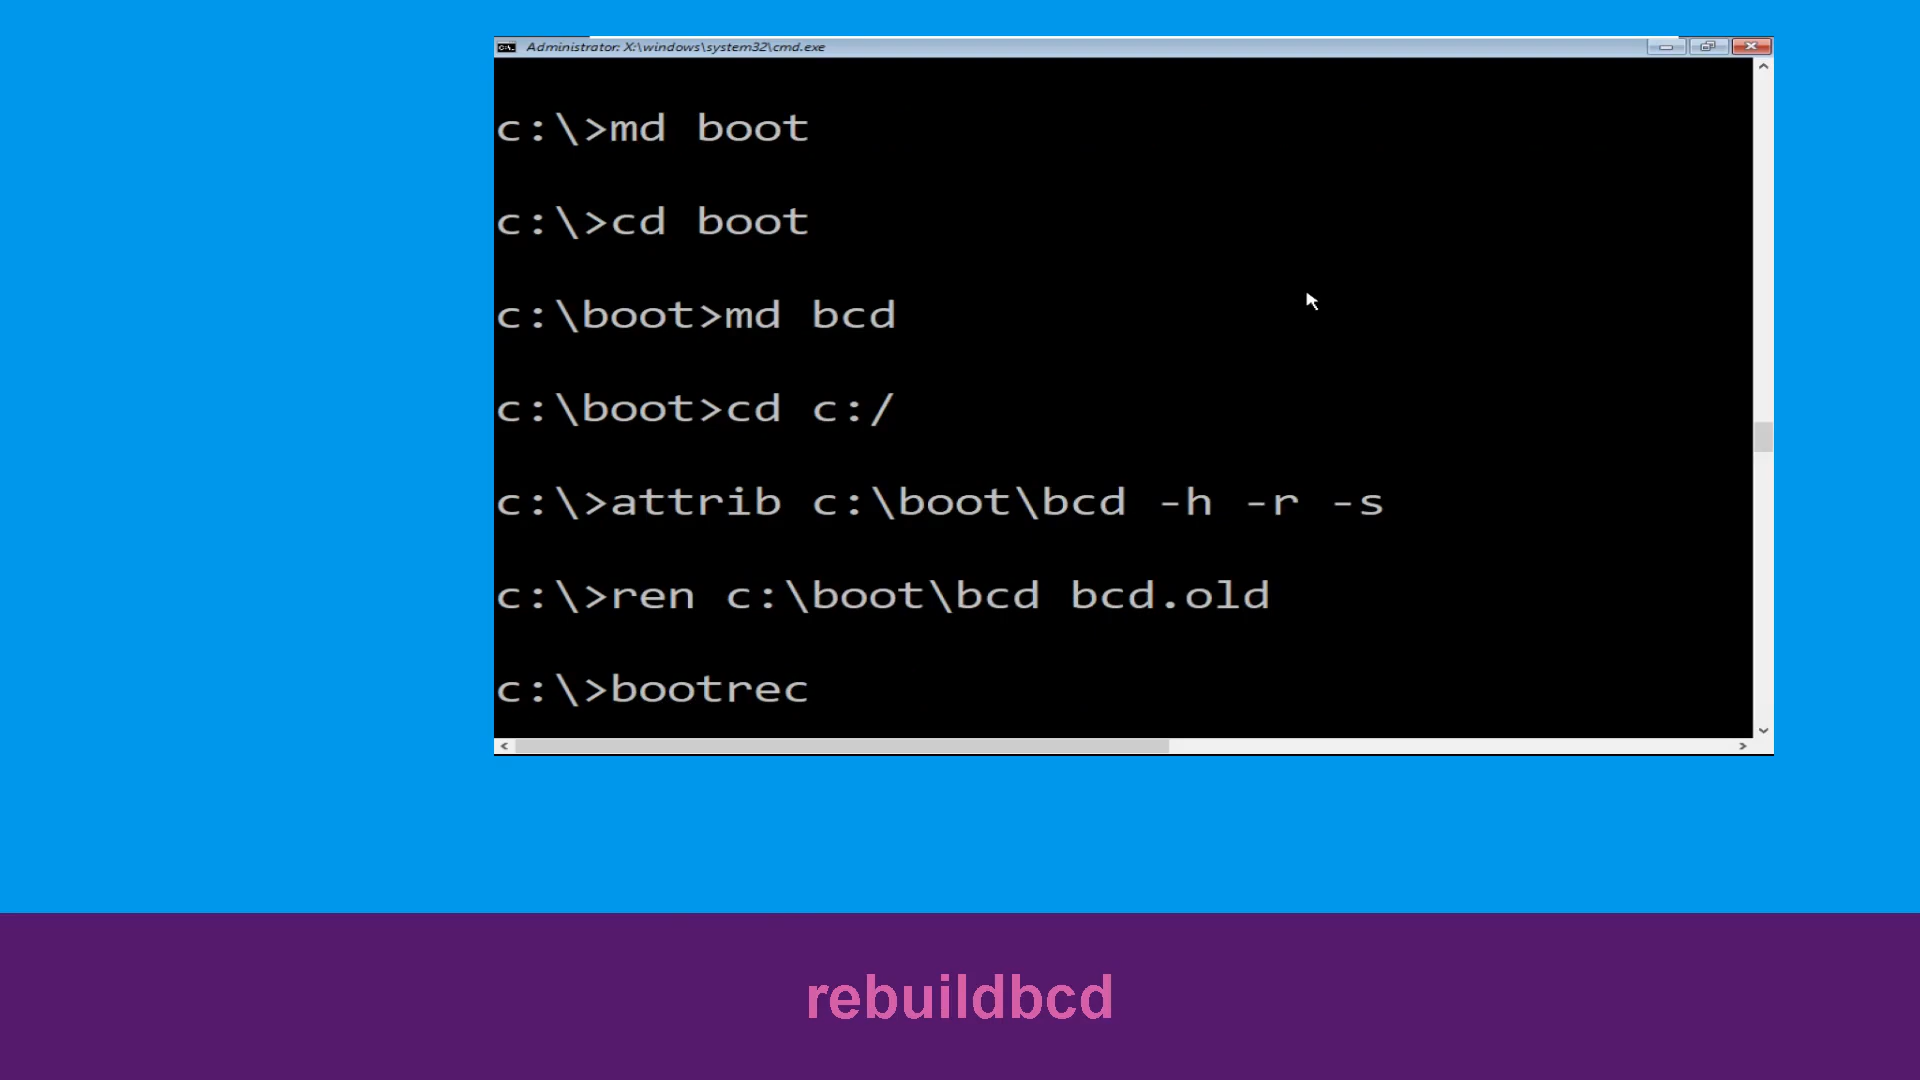 Administrator: X:\windows\system32\cmd.exe
c:\>md boot
c:\>cd boot
c:\boot>md bcd
c:\boot>cd c:/
c:\>attrib c:\boot\bcd -h -r -s
c:\>ren c:\boot\bcd bcd.old
c:\>bootrec
rebuildbcd